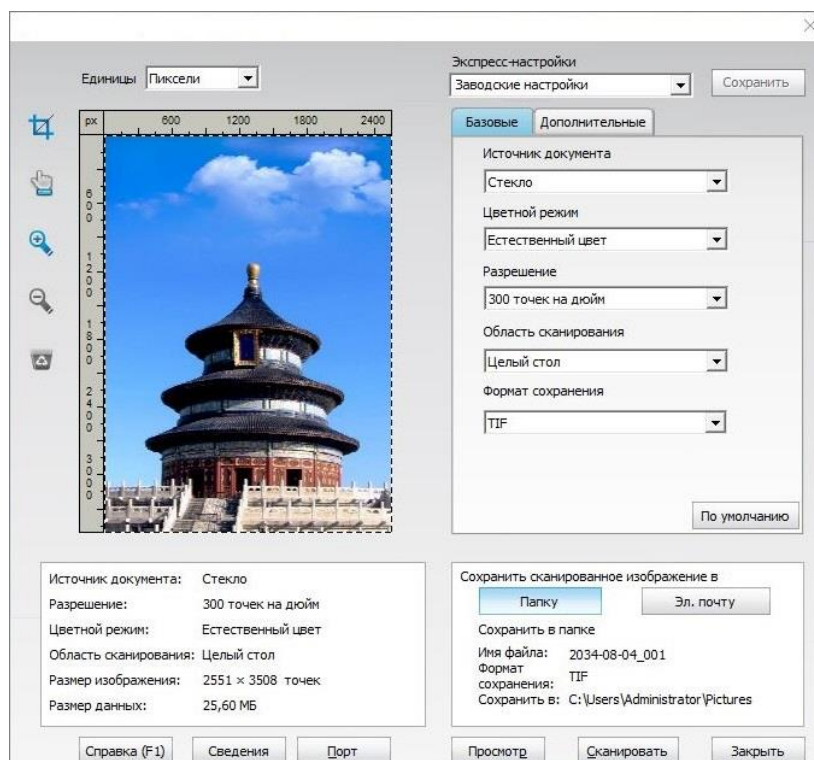 Единицы Пиксели
Экспресс-настройки
Заводские настройки Сохранить
px 600 1200 1800 2400
600
1200
1800
2400
3000
Базовые Дополнительные
Источник документа
Стекло
Цветной режим
Естественный цвет
Разрешение
300 точек на дюйм
Область сканирования
Целый стол
Формат сохранения
TIF
По умолчанию
Источник документа: Стекло
Разрешение: 300 точек на дюйм
Цветной режим: Естественный цвет
Область сканирования: Целый стол
Размер изображения: 2551 × 3508 точек
Размер данных: 25,60 МБ
Сохранить сканированное изображение в
Папку Эл. почту
Сохранить в папке
Имя файла: 2034-08-04_001
Формат
сохранения: TIF
Сохранить в: C:\Users\Administrator\Pictures
Справка (F1) Сведения Порт Просмотр Сканировать Закрыть